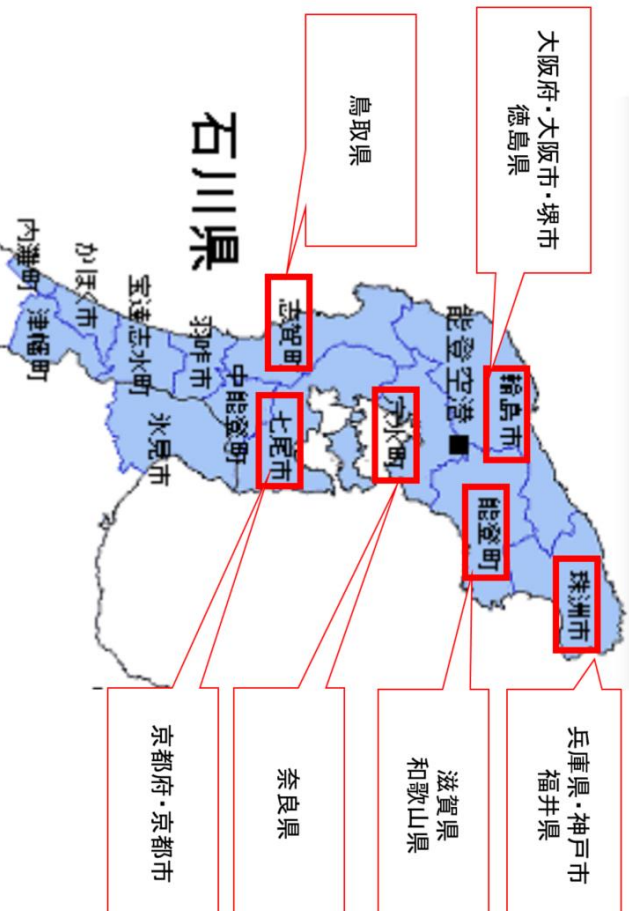 大阪府・大阪市・堺市
徳島県
鳥取県
石川県
兵庫県・神戸市
福井県
滋賀県
和歌山県
奈良県
京都府・京都市
珠洲市
輪島市
能登町
能登空港
穴水町
志賀町
七尾市
中能登町
羽咋市
宝達志水町
氷見市
かほく市
津幡町
内灘町